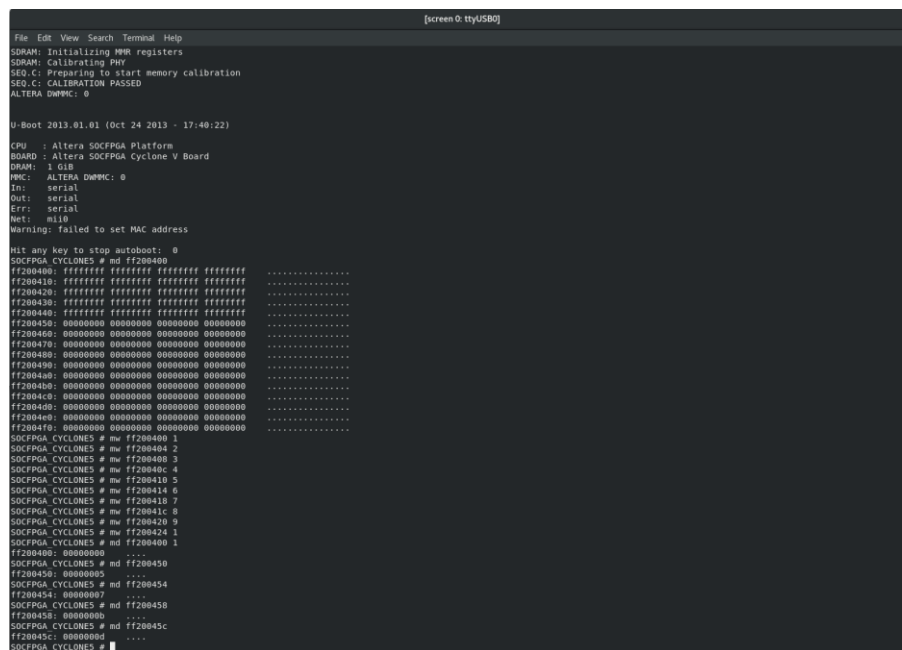 [screen 0: ttyUSB0]
File Edit View Search Terminal Help
SDRAM: Initializing MMR registers
SDRAM: Calibrating PHY
SEQ.C: Preparing to start memory calibration
SEQ.C: CALIBRATION PASSED
ALTERA DWMMC: 0
U-Boot 2013.01.01 (Oct 24 2013 - 17:40:22)
CPU : Altera SOCFPGA Platform
BOARD : Altera SOCFPGA Cyclone V Board
DRAM: 1 GiB
MMC: ALTERA DWMMC: 0
In: serial
Out: serial
Err: serial
Net: mii0
Warning: failed to set MAC address
Hit any key to stop autoboot: 0
SOCFPGA_CYCLONE5 # md ff200400
ff200400: ffffffff ffffffff ffffffff ffffffff ................
ff200410: ffffffff ffffffff ffffffff ffffffff ................
ff200420: ffffffff ffffffff ffffffff ffffffff ................
ff200430: ffffffff ffffffff ffffffff ffffffff ................
ff200440: ffffffff ffffffff ffffffff ffffffff ................
ff200450: 00000000 00000000 00000000 00000000 ................
ff200460: 00000000 00000000 00000000 00000000 ................
ff200470: 00000000 00000000 00000000 00000000 ................
ff200480: 00000000 00000000 00000000 00000000 ................
ff200490: 00000000 00000000 00000000 00000000 ................
ff2004a0: 00000000 00000000 00000000 00000000 ................
ff2004b0: 00000000 00000000 00000000 00000000 ................
ff2004c0: 00000000 00000000 00000000 00000000 ................
ff2004d0: 00000000 00000000 00000000 00000000 ................
ff2004e0: 00000000 00000000 00000000 00000000 ................
ff2004f0: 00000000 00000000 00000000 00000000 ................
SOCFPGA_CYCLONE5 # mw ff200400 1
SOCFPGA_CYCLONE5 # mw ff200404 2
SOCFPGA_CYCLONE5 # mw ff200408 3
SOCFPGA_CYCLONE5 # mw ff20040c 4
SOCFPGA_CYCLONE5 # mw ff200410 5
SOCFPGA_CYCLONE5 # mw ff200414 6
SOCFPGA_CYCLONE5 # mw ff200418 7
SOCFPGA_CYCLONE5 # mw ff20041c 8
SOCFPGA_CYCLONE5 # mw ff200420 9
SOCFPGA_CYCLONE5 # mw ff200424 1
SOCFPGA_CYCLONE5 # md ff200400 1
ff200400: 00000000 ....
SOCFPGA_CYCLONE5 # md ff200450
ff200450: 00000005 ....
SOCFPGA_CYCLONE5 # md ff200454
ff200454: 00000007 ....
SOCFPGA_CYCLONE5 # md ff200458
ff200458: 0000000b ....
SOCFPGA_CYCLONE5 # md ff20045c
ff20045c: 0000000d ....
SOCFPGA_CYCLONE5 #